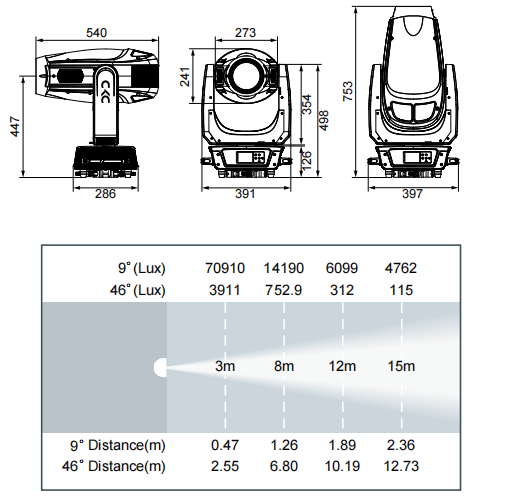 540
273
241
354
498
447
126
753
286
391
397
9° (Lux) 70910 14190 6099 4762
46° (Lux) 3911 752.9 312 115
3m 8m 12m 15m
9° Distance(m) 0.47 1.26 1.89 2.36
46° Distance(m) 2.55 6.80 10.19 12.73